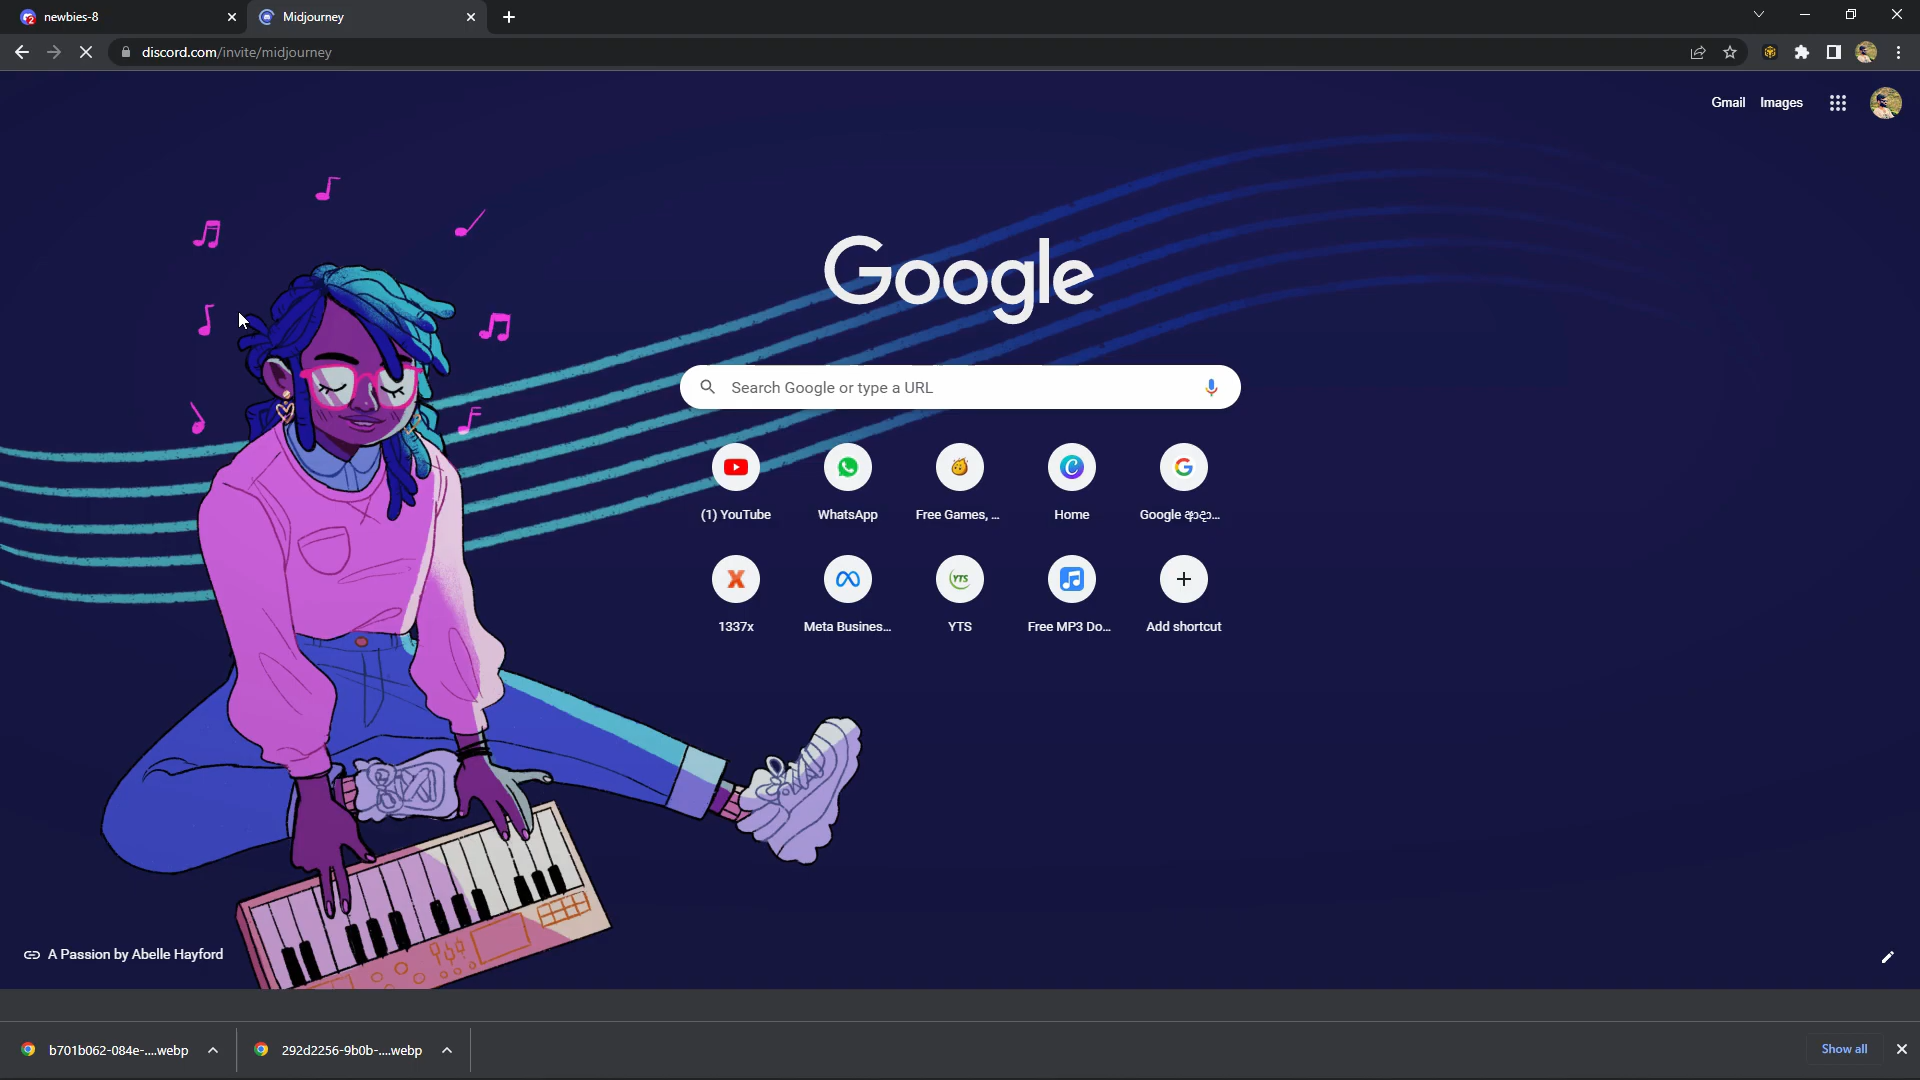 newbies-8
Midjourney
discord.com/invite/midjourney
Gmail Images
Google
Search Google or type a URL
(1) YouTube
WhatsApp
Free Games, ...
Home
Google ආදා...
1337x
Meta Busines...
YTS
Free MP3 Do...
Add shortcut
A Passion by Abelle Hayford
b701b062-084e-....webp
292d2256-9b0b-....webp
Show all